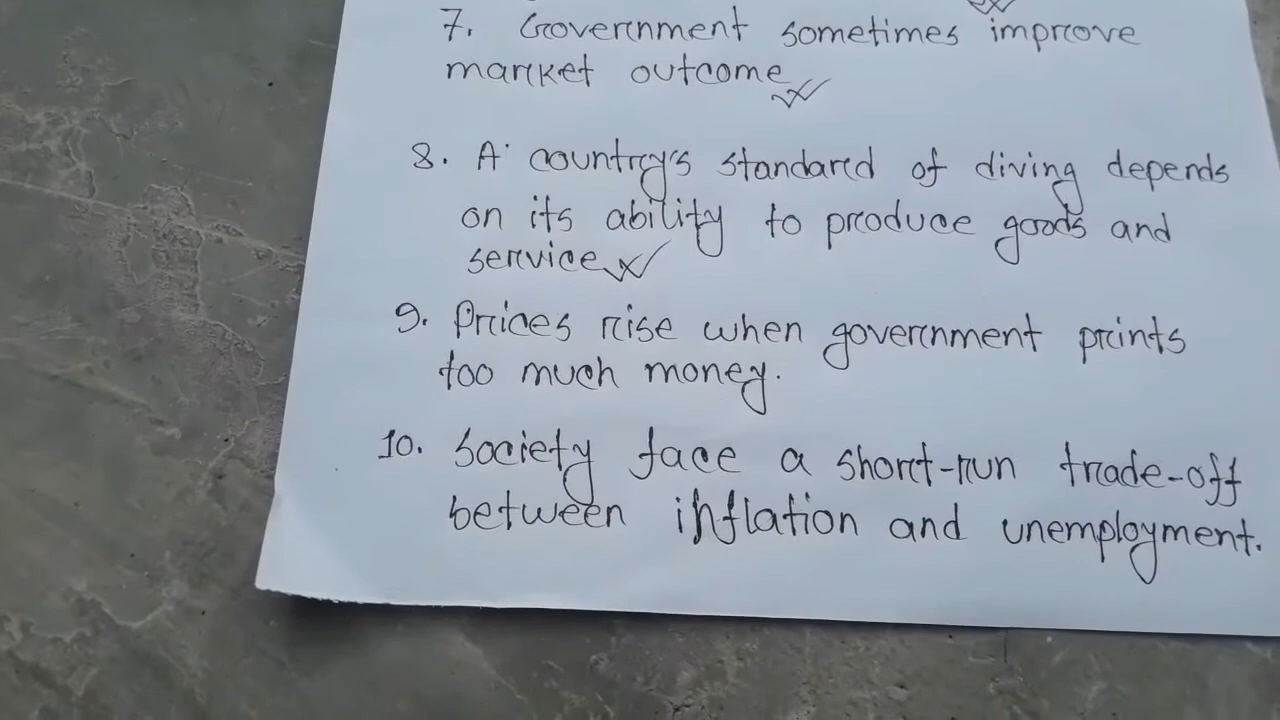 7. Government sometimes improve
market outcome
8. A country's standard of diving depends
on its ability to produce goods and
service
9. Prices rise when government prints
too much money.
10. Society face a short-run trade-off
between inflation and unemployment.